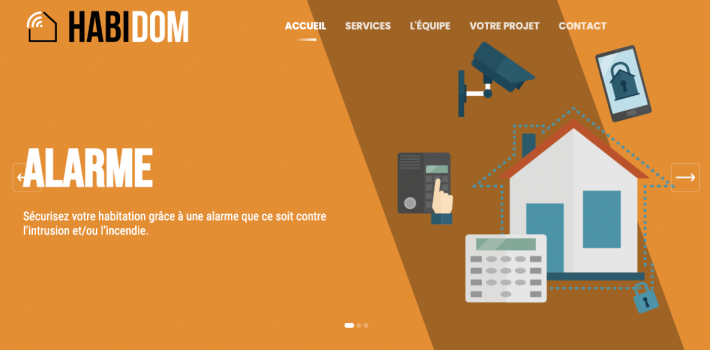 HABIDOM
ACCUEIL SERVICES L'ÉQUIPE VOTRE PROJET CONTACT
ALARME
Sécurisez votre habitation grâce à une alarme que ce soit contre
l'intrusion et/ou l'incendie.